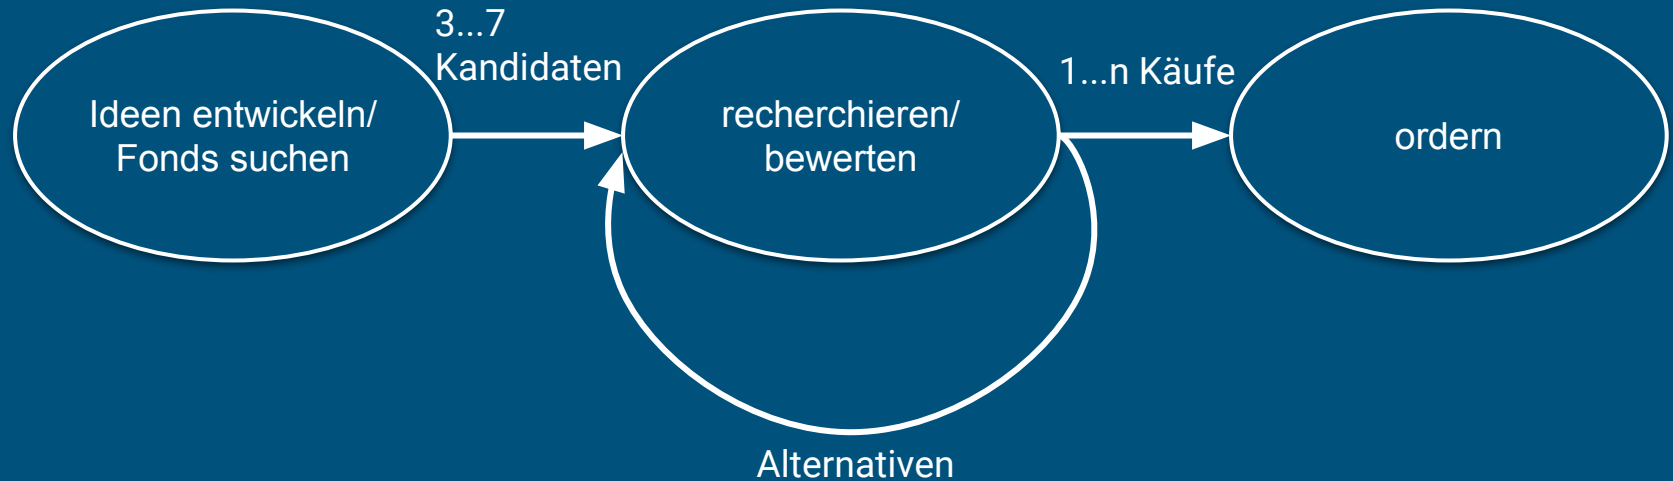 Ideen entwickeln/
Fonds suchen
3...7
Kandidaten
recherchieren/
bewerten
1...n Käufe
ordern
Alternativen